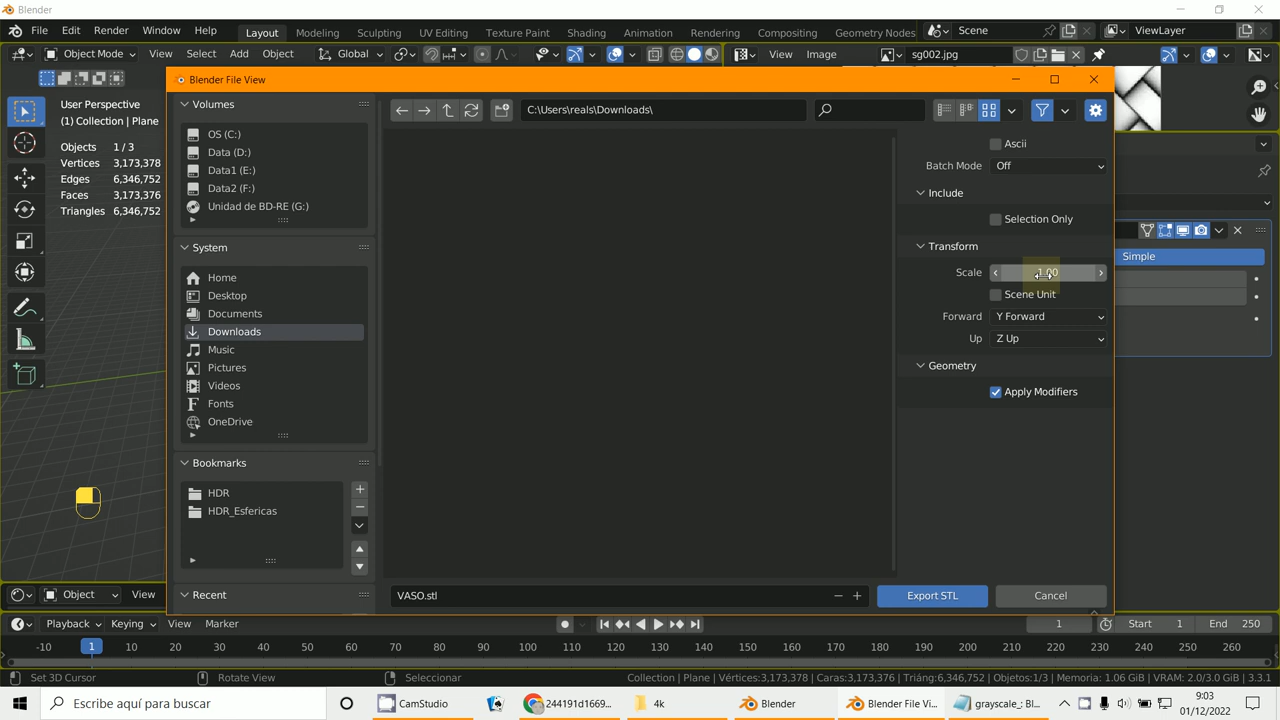 Blender
File Edit Render Window Help Layout Modeling Sculpting UV Editing Texture Paint Shading Animation Rendering Compositing Geometry Nodes Scene ViewLayer
Object Mode View Select Add Object Global View Image sg002.jpg
Blender File View
User Perspective
(1) Collection | Plane
Objects 1 / 3
Vertices 3,173,378
Edges 6,346,752
Faces 3,173,376
Triangles 6,346,752
Volumes
OS (C:)
Data (D:)
Data1 (E:)
Data2 (F:)
Unidad de BD-RE (G:)
System
Home
Desktop
Documents
Downloads
Music
Pictures
Videos
Fonts
OneDrive
Bookmarks
HDR
HDR_Esfericas
Recent
C:\Users\reals\Downloads\
Ascii
Batch Mode Off
Include
Selection Only
Transform
Scale 1.00
Scene Unit
Forward Y Forward
Up Z Up
Geometry
Apply Modifiers
Simple
VASO.stl
Export STL Cancel
Object View
Playback Keying View Marker 1 Start 1 End 250
-10 1 10 20 30 40 50 60 70 80 90 100 110 120 130 140 150 160 170 180 190 200 210 220 230 240 250 260
Set 3D Cursor Rotate View Seleccionar Collection | Plane | Vértices:3,173,378 | Caras:3,173,376 | Triáng:6,346,752 | Objetos:1/3 | Memoria: 1.06 GiB | VRAM: 2.0/3.0 GiB | 3.3.1
Escribe aquí para buscar CamStudio 244191d1669... 4k Blender Blender File Vi... grayscale_: Bl...
9:03
01/12/2022